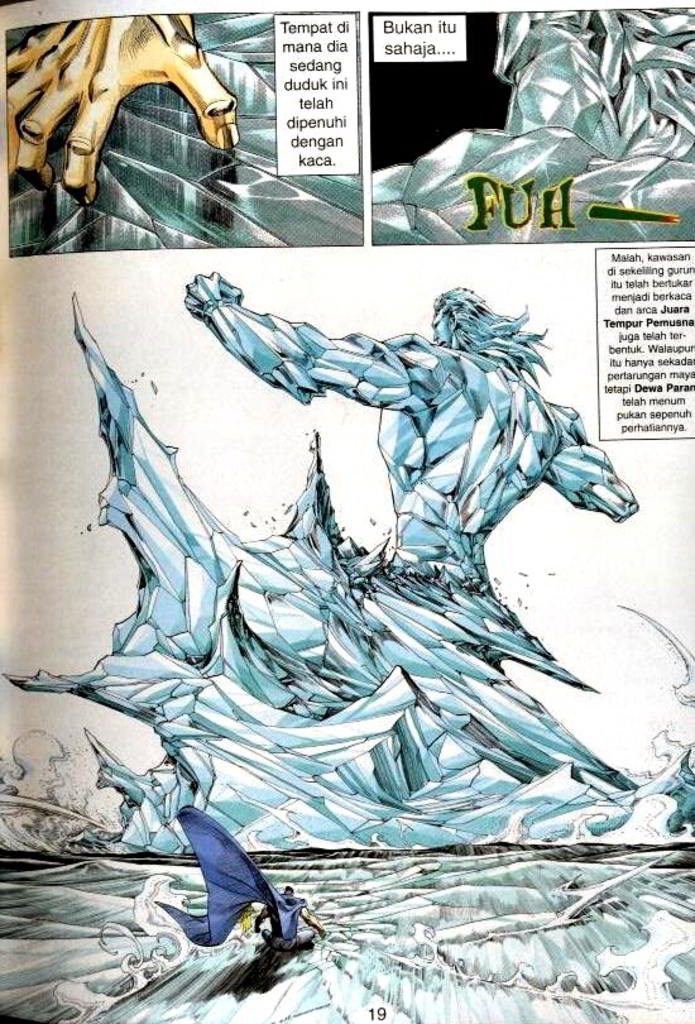 Tempat di
mana dia
sedang
duduk ini
telah
dipenuhi
dengan
kaca.
Bukan itu
sahaja....
FUH
Malah, kawasan
di sekeliling gurun
itu telah bertukar
menjadi berkaca
dan arca Juara
Tempur Pemusna
juga telah ter-
bentuk. Walaupun
itu hanya sekadar
pertarungan maya
tetapi Dewa Paran
telah menum
pukan sepenuh
perhatiannya.
19